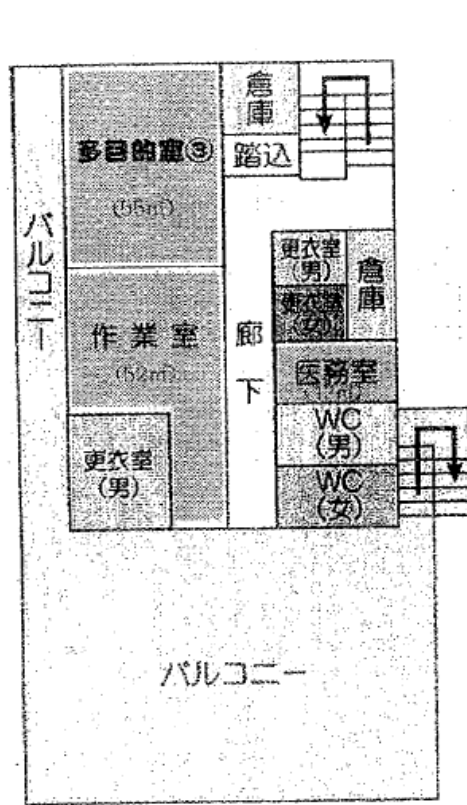 倉庫
多目的室③
踏込
(55㎡)
バルコニー
更衣室
(男)
倉庫
更衣室
(女)
作業室
(52㎡)
廊下
医務室
WC
(男)
更衣室
(男)
WC
(女)
バルコニー